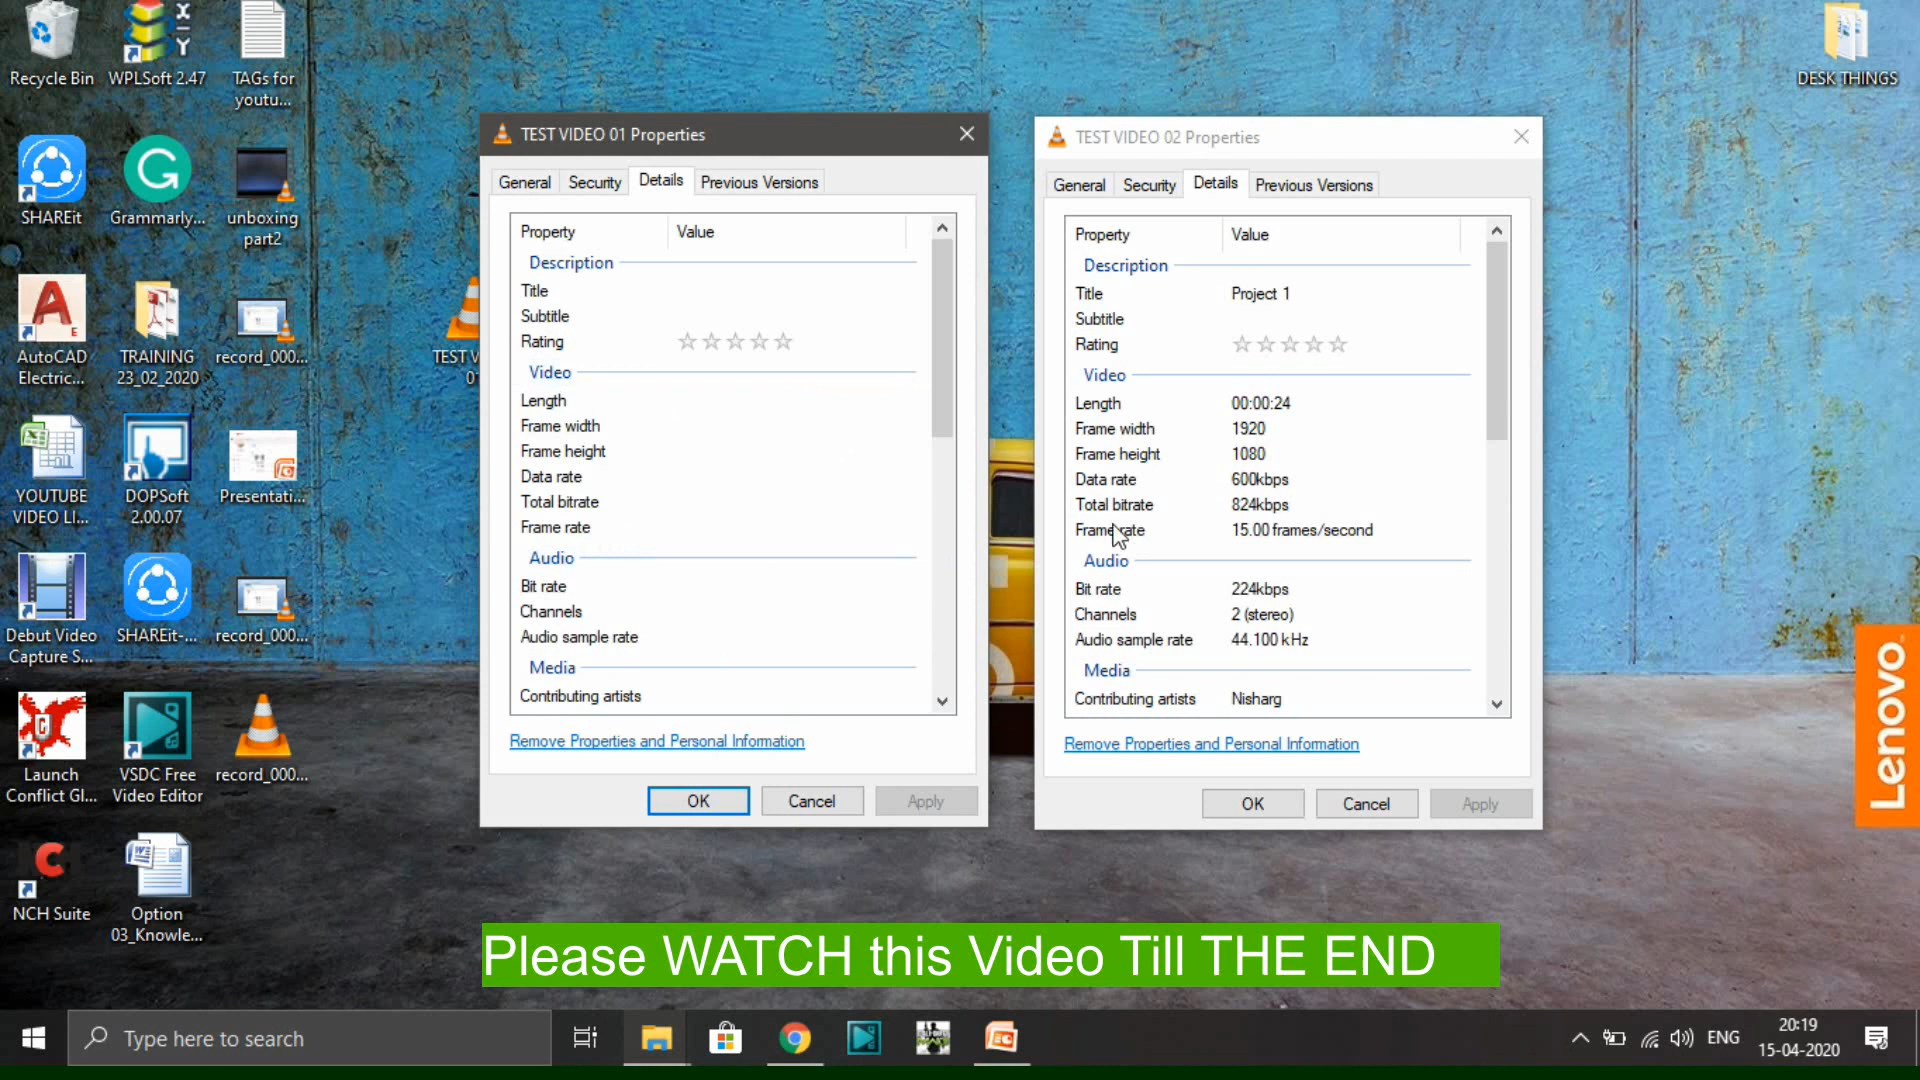 Recycle Bin
WPLSoft 2.47
TAGs for
youtu...
DESK THINGS
SHAREit
Grammarly...
unboxing
part2
AutoCAD
Electric...
TRAINING
23_02_2020
record_000...
TEST V
YOUTUBE
VIDEO LI...
DOPSoft
2.00.07
Presentati...
Debut Video
Capture S...
SHAREit-...
record_000...
Launch
Conflict Gl...
VSDC Free
Video Editor
record_000...
NCH Suite
Option
03_Knowle...
TEST VIDEO 01 Properties
General Security Details Previous Versions
Property Value
Description
Title
Subtitle
Rating
Video
Length
Frame width
Frame height
Data rate
Total bitrate
Frame rate
Audio
Bit rate
Channels
Audio sample rate
Media
Contributing artists
Remove Properties and Personal Information
OK Cancel Apply
TEST VIDEO 02 Properties
General Security Details Previous Versions
Property Value
Description
Title Project 1
Subtitle
Rating
Video
Length 00:00:24
Frame width 1920
Frame height 1080
Data rate 600kbps
Total bitrate 824kbps
Frame rate 15.00 frames/second
Audio
Bit rate 224kbps
Channels 2 (stereo)
Audio sample rate 44.100 kHz
Media
Contributing artists Nisharg
Remove Properties and Personal Information
OK Cancel Apply
Lenovo
Please WATCH this Video Till THE END
Type here to search
ENG
20:19
15-04-2020